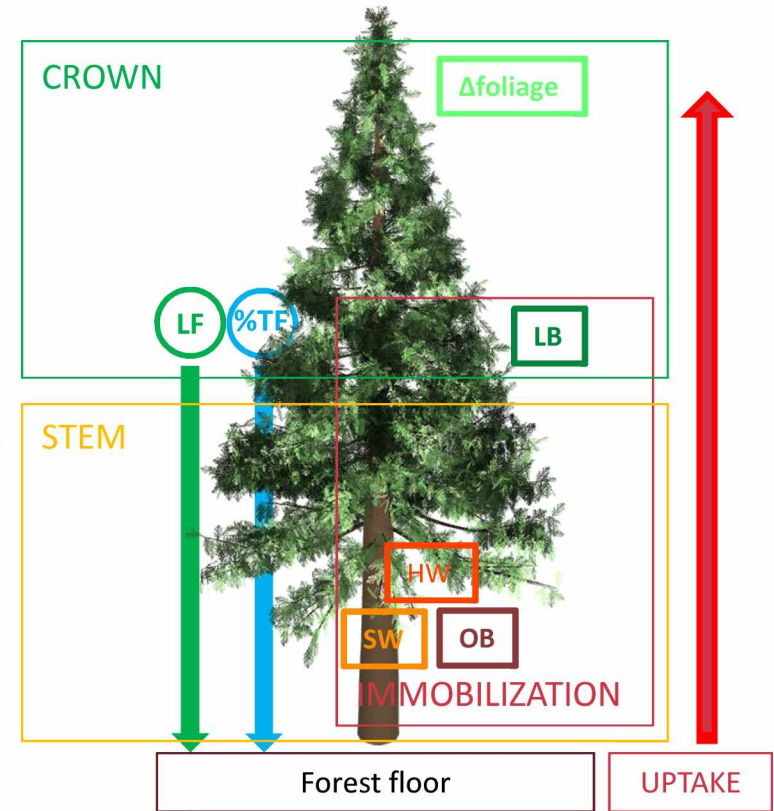 CROWN
Δfoliage
LF
%TF
LB
STEM
HW
SW
OB
IMMOBILIZATION
Forest floor
UPTAKE